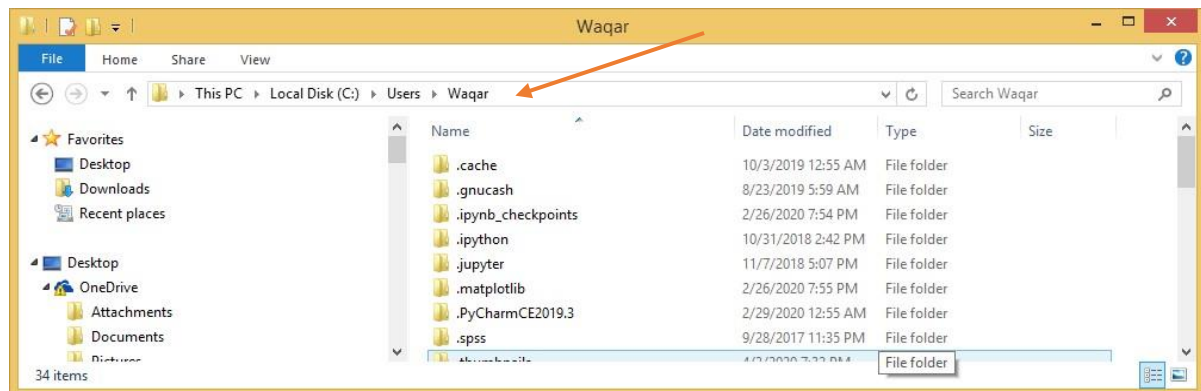 Waqar
File Home Share View
This PC Local Disk (C:) Users Waqar
Search Waqar
Favorites
Desktop
Downloads
Recent places
Desktop
OneDrive
Attachments
Documents
Pictures
Name Date modified Type Size
.cache 10/3/2019 12:55 AM File folder
.gnucash 8/23/2019 5:59 AM File folder
.ipynb_checkpoints 2/26/2020 7:54 PM File folder
.ipython 10/31/2018 2:42 PM File folder
.jupyter 11/7/2018 5:07 PM File folder
.matplotlib 2/26/2020 7:55 PM File folder
.PyCharmCE2019.3 2/29/2020 12:55 AM File folder
.spss 9/28/2017 11:35 PM File folder
.thumbnails File folder
34 items